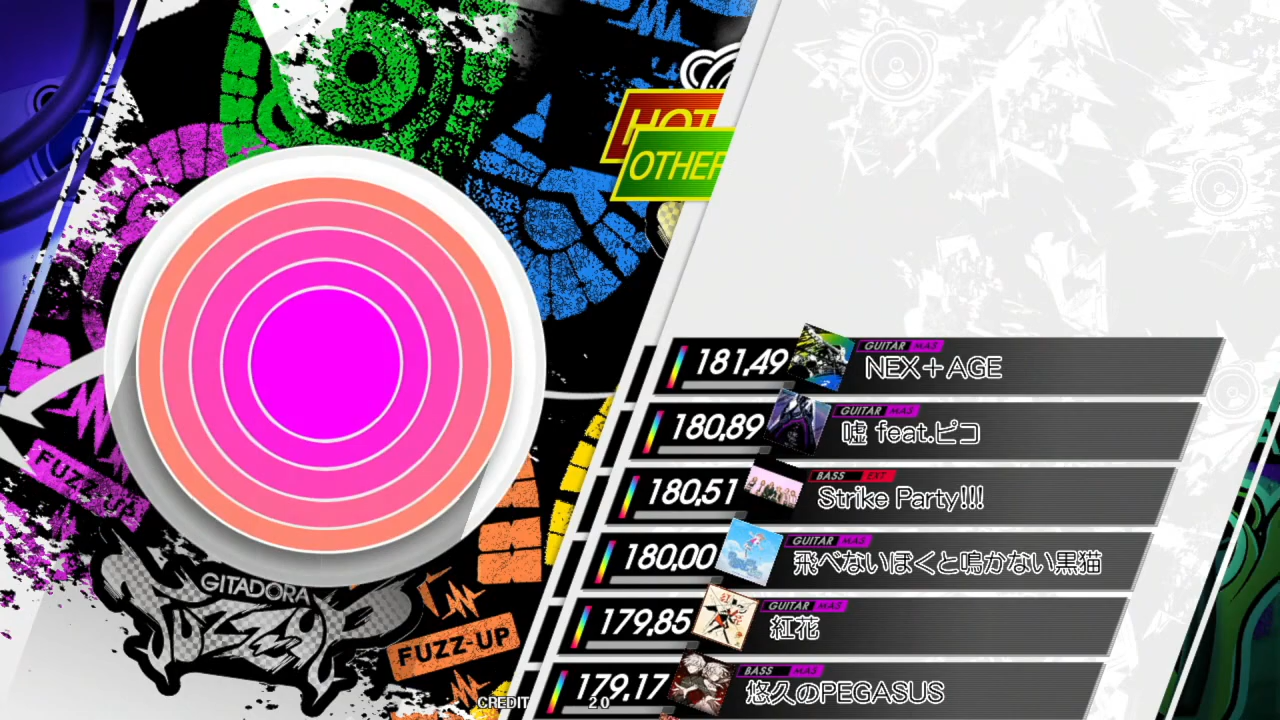 HOT
OTHER
181,49
GUITAR MAS
NEX+AGE
180,89
GUITAR MAS
嘘 feat.ピコ
180,51
BASS EXT
Strike Party!!!
180,00
GUITAR MAS
飛べないぼくと鳴かない黒猫
179,85
GUITAR MAS
紅花
179,17
BASS MAS
悠久のPEGASUS
FUZZ-UP
GITADORA
FUZZ-UP
CREDIT 2.0